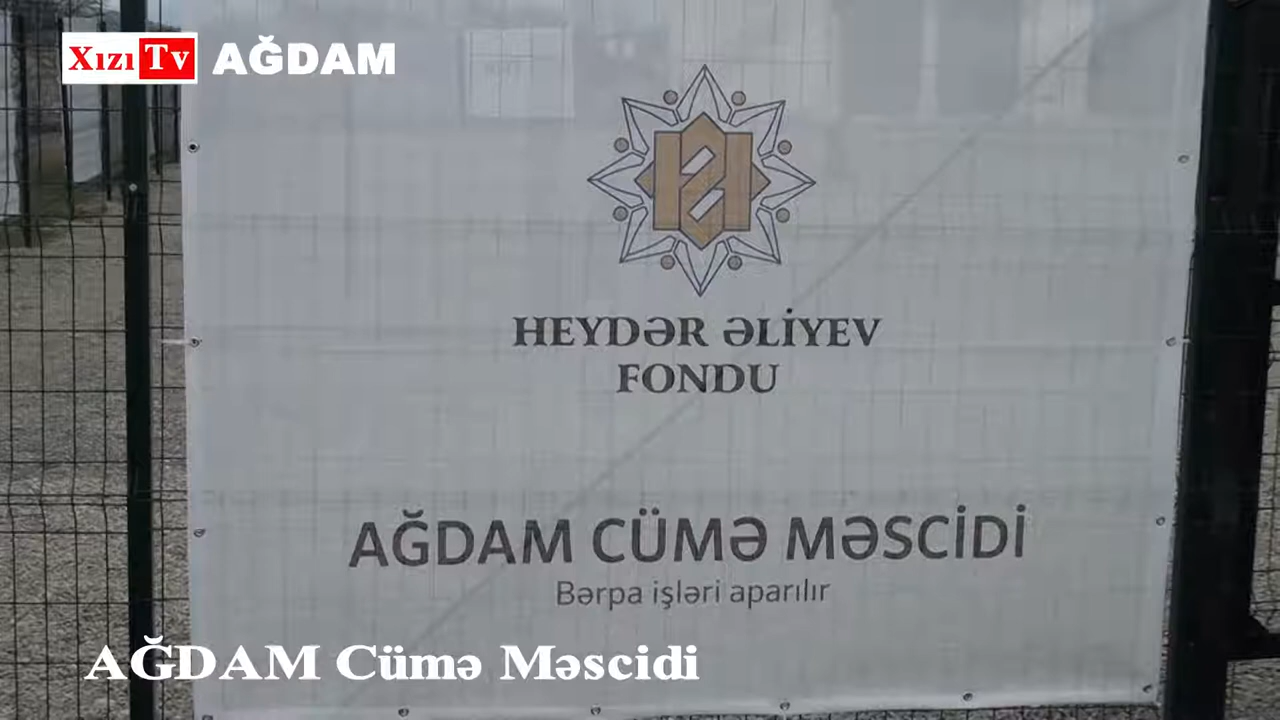 Xızı Tv AĞDAM
HEYDƏR ƏLİYEV
FONDU
AĞDAM CÜMƏ MƏSCİDİ
Bərpa işləri aparılır
AĞDAM Cümə Məscidi